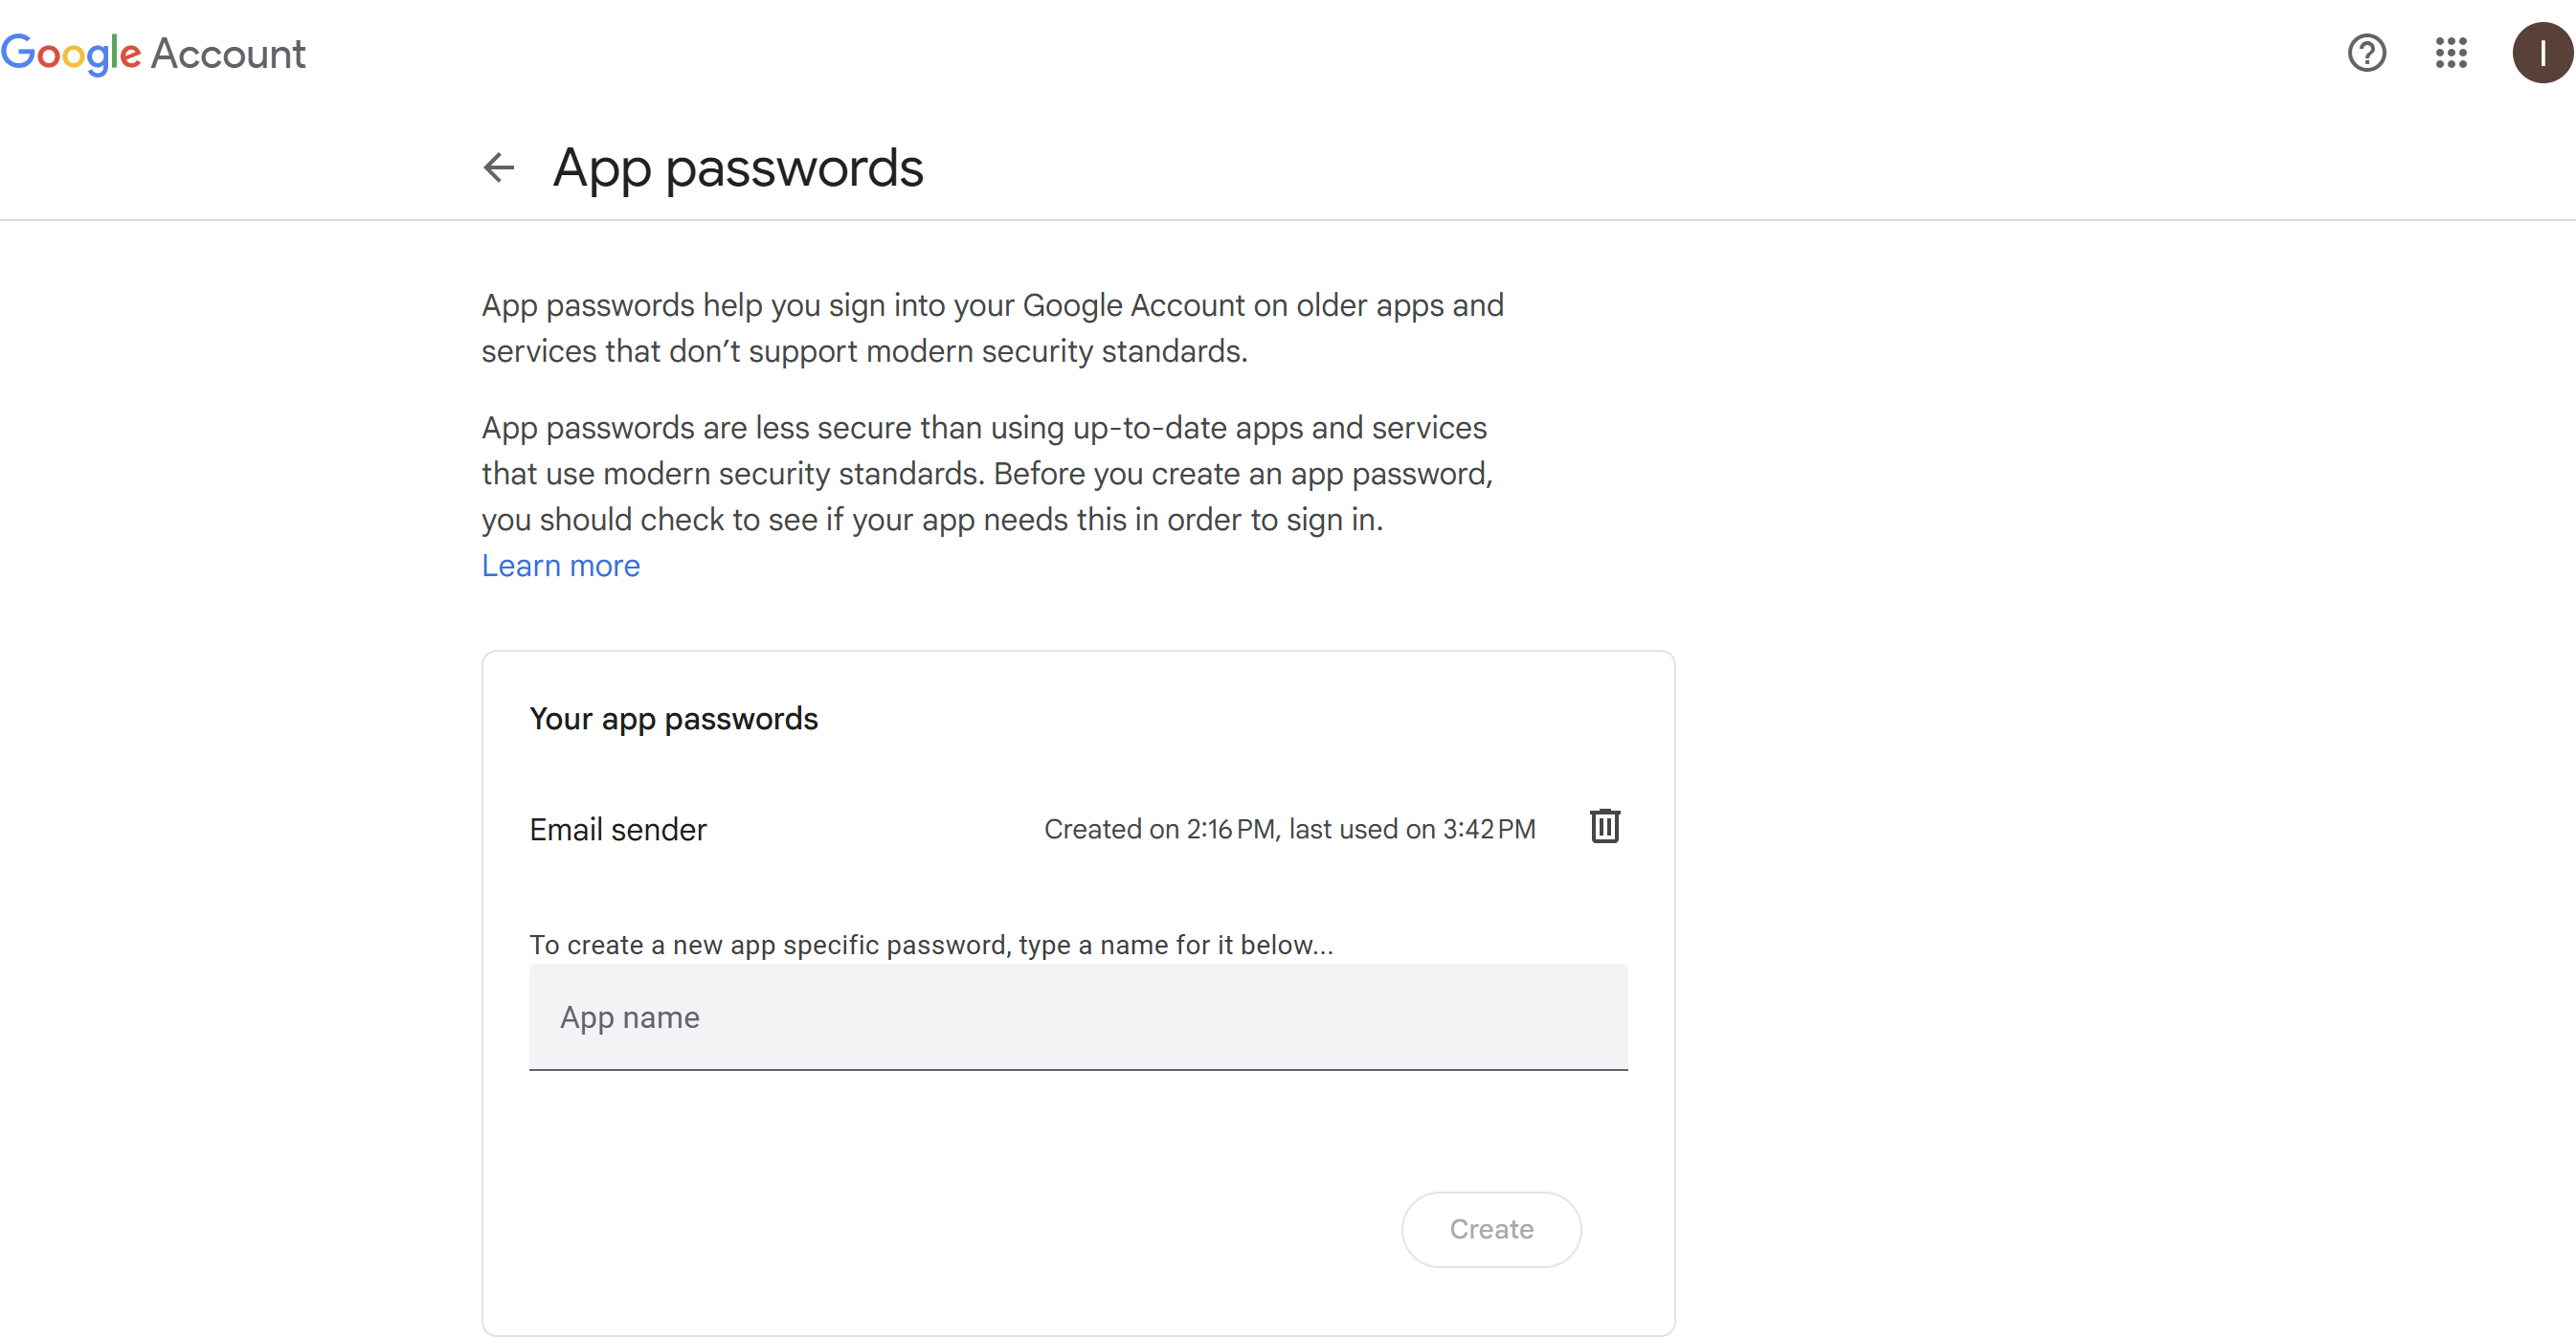 Google Account
I
App passwords
App passwords help you sign into your Google Account on older apps and
services that don’t support modern security standards.
App passwords are less secure than using up-to-date apps and services
that use modern security standards. Before you create an app password,
you should check to see if your app needs this in order to sign in.
Learn more
Your app passwords
Email sender
Created on 2:16 PM, last used on 3:42 PM
To create a new app specific password, type a name for it below...
App name
Create